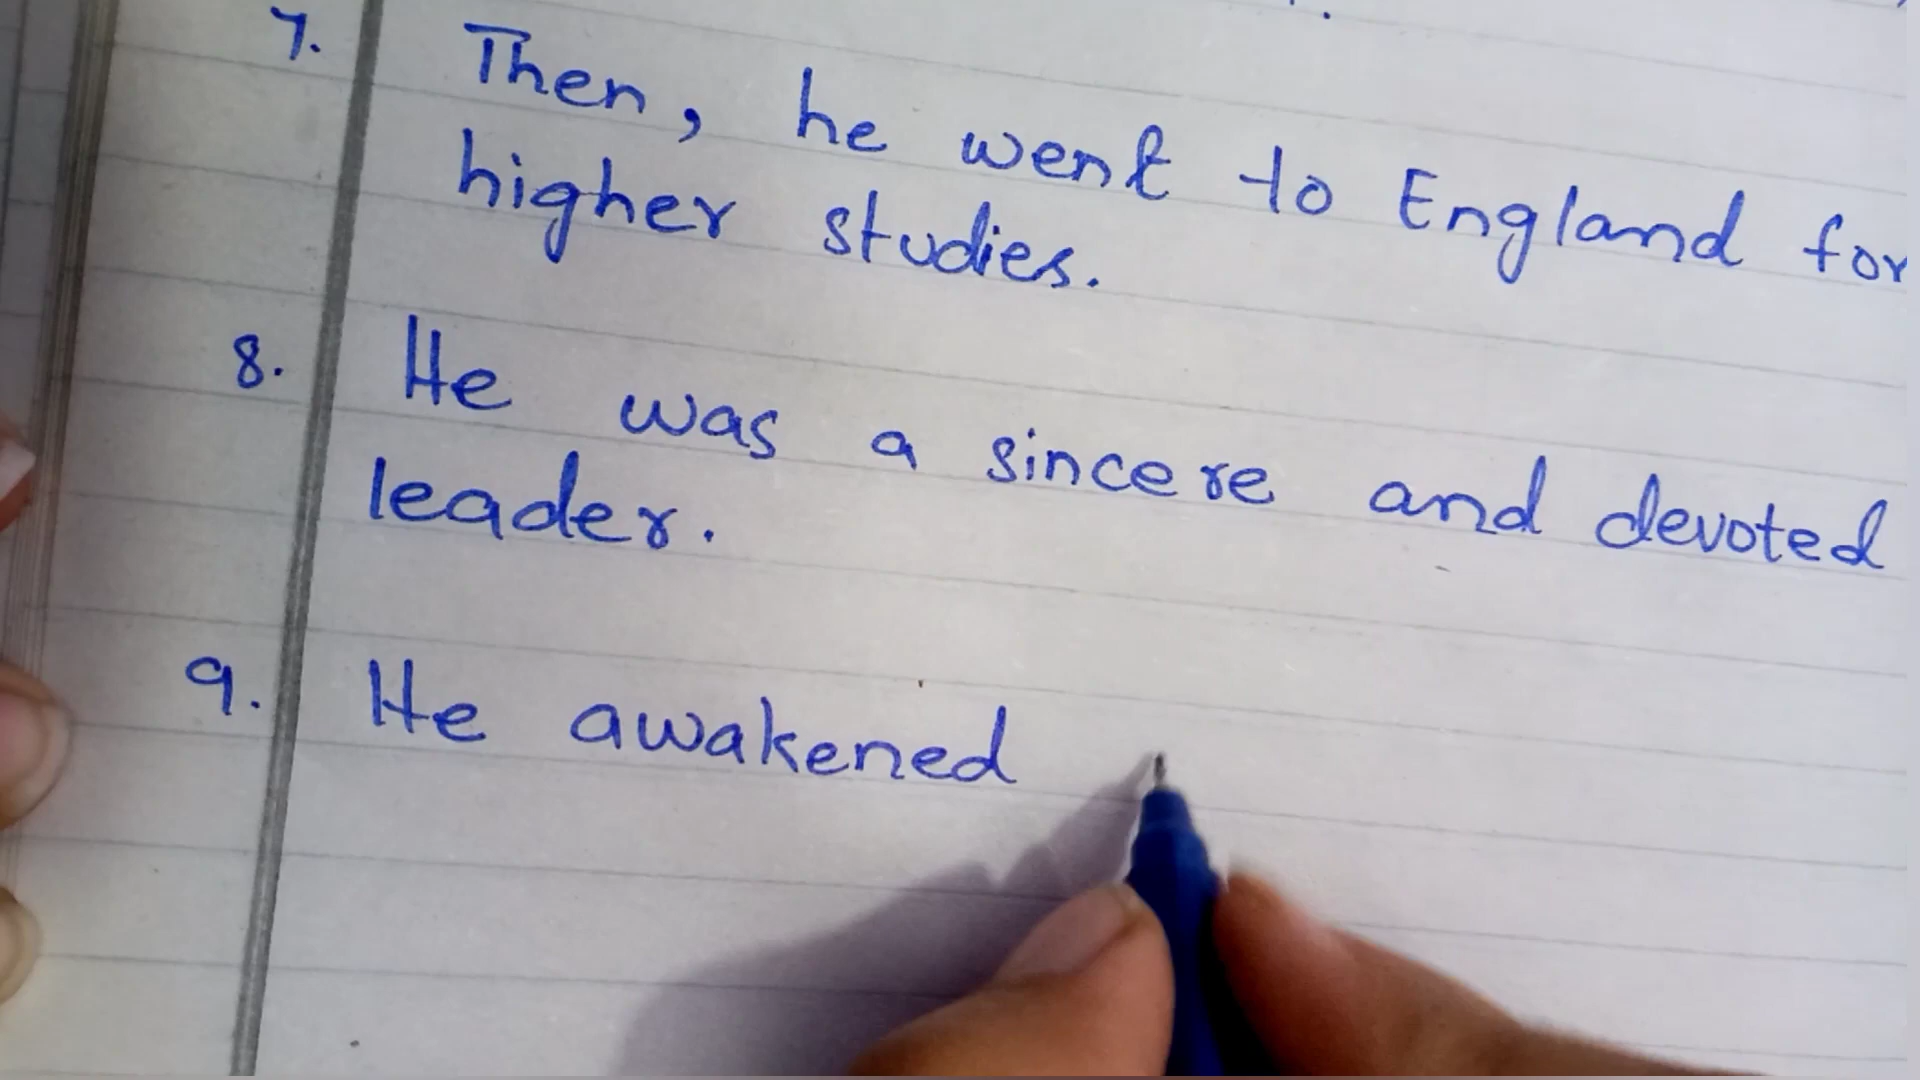 7. Then, he went to England for
higher studies.
8. He was a sincere and devoted
leader.
9. He awakened